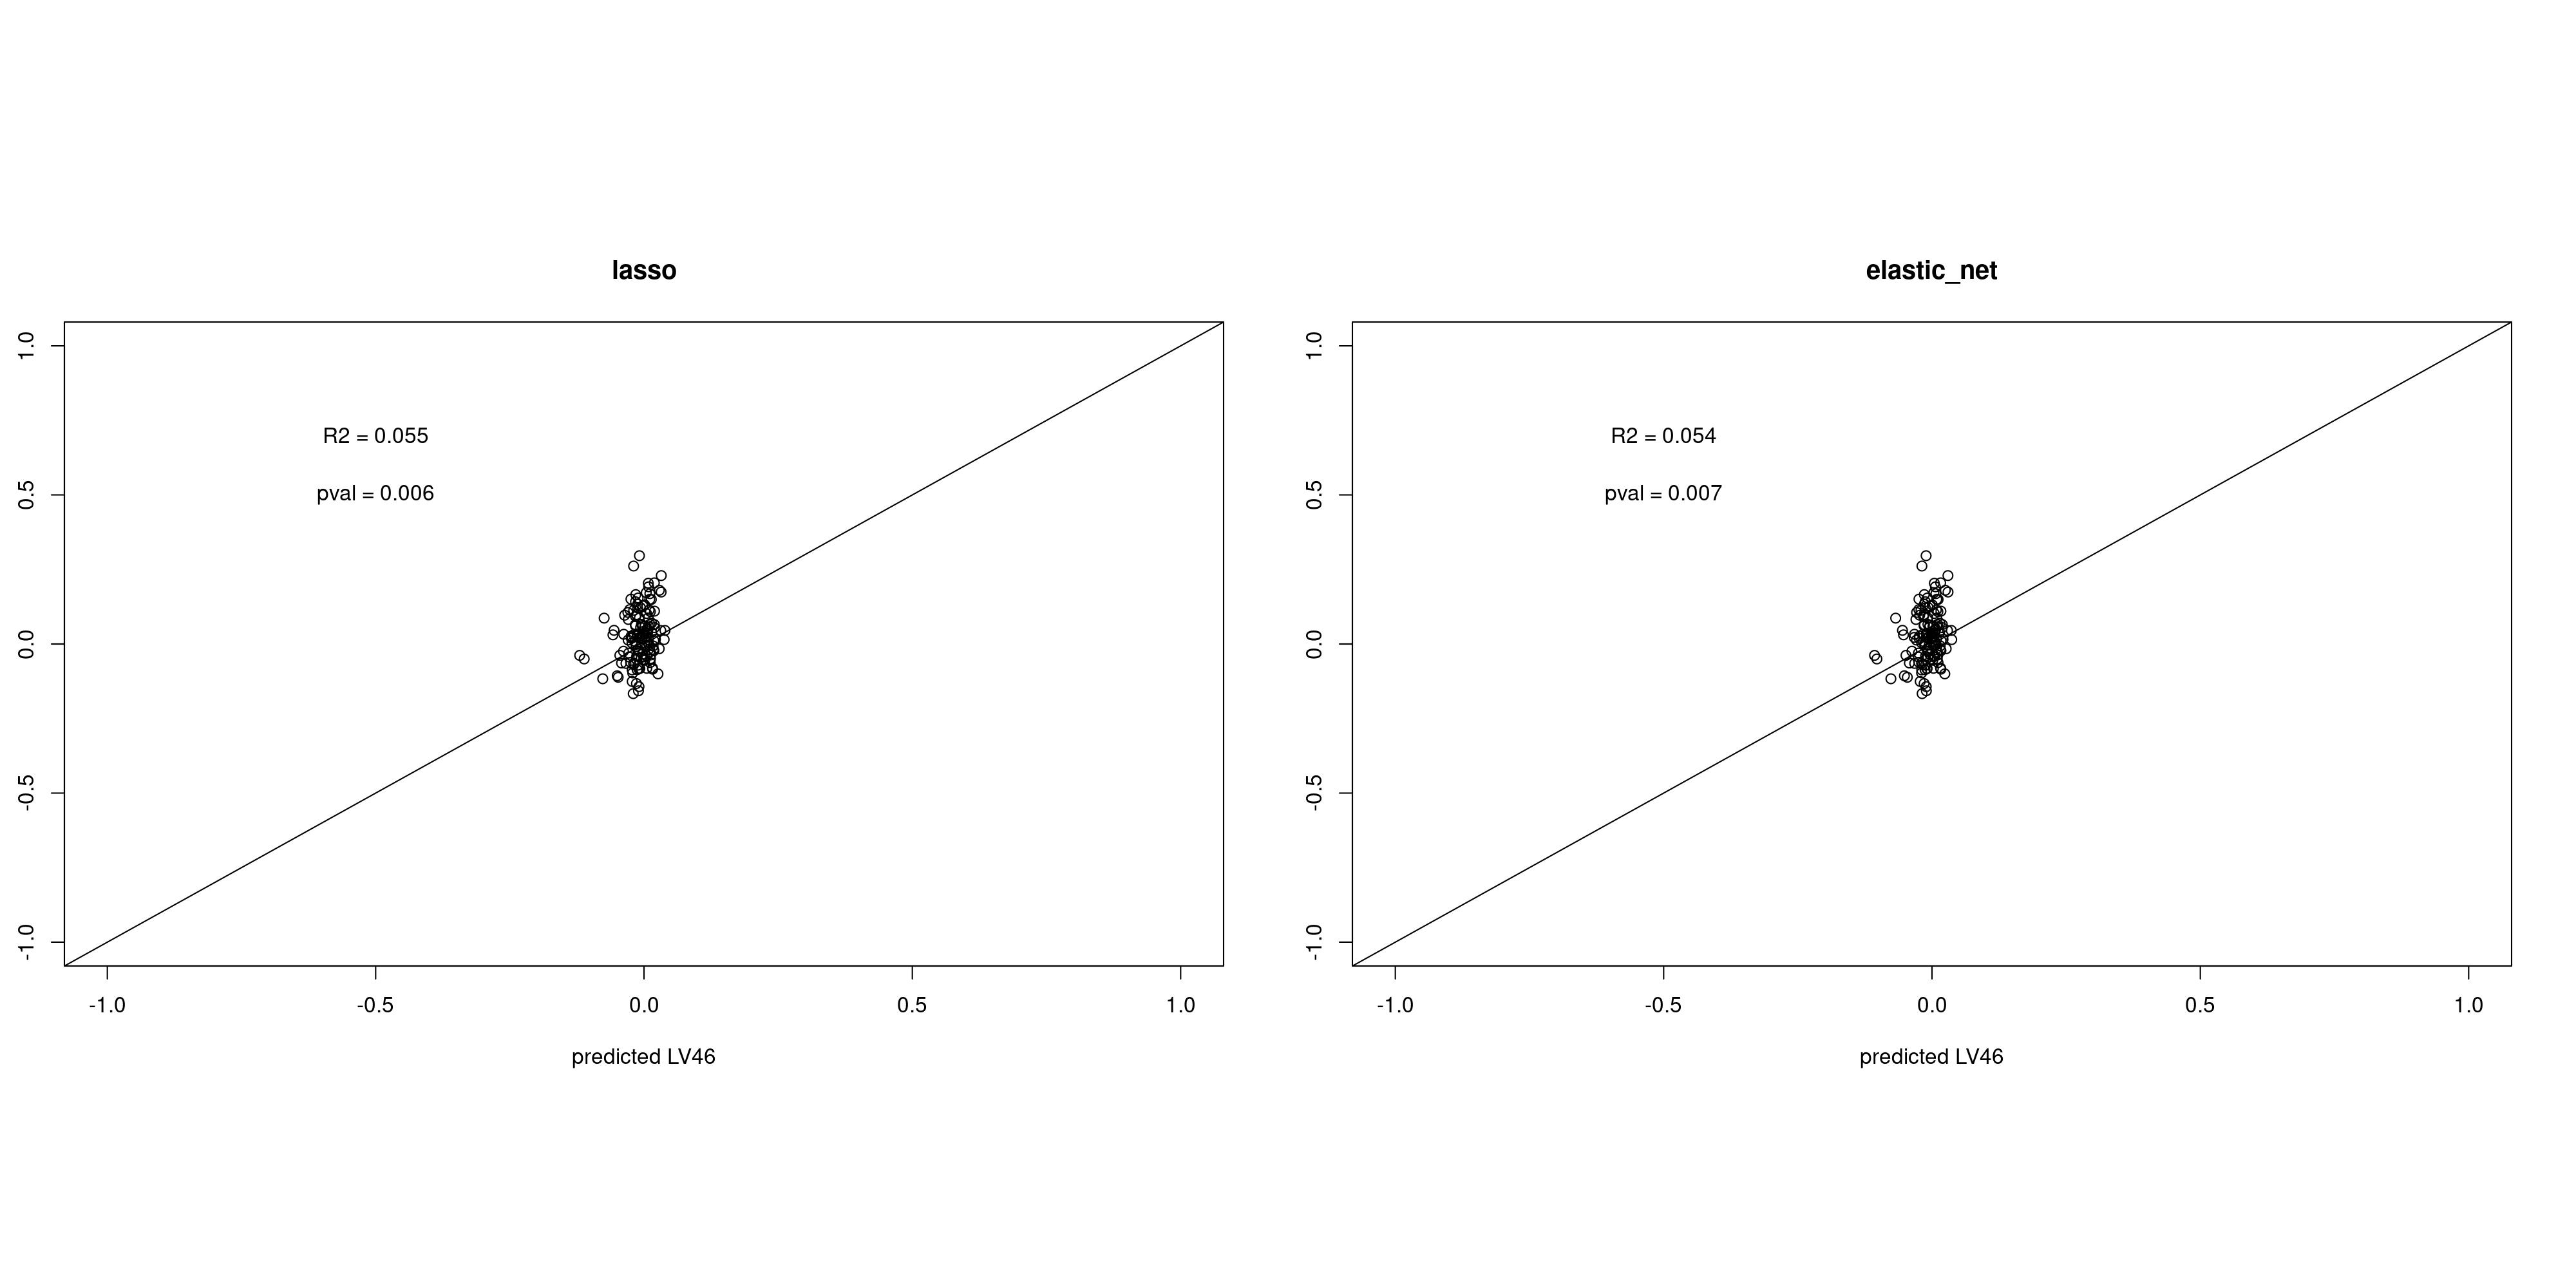 lasso
R2 = 0.055
pval = 0.006
1.0
0.5
0.0
-0.5
-1.0
-1.0 -0.5 0.0 0.5 1.0
predicted LV46
elastic_net
R2 = 0.054
pval = 0.007
1.0
0.5
0.0
-0.5
-1.0
-1.0 -0.5 0.0 0.5 1.0
predicted LV46